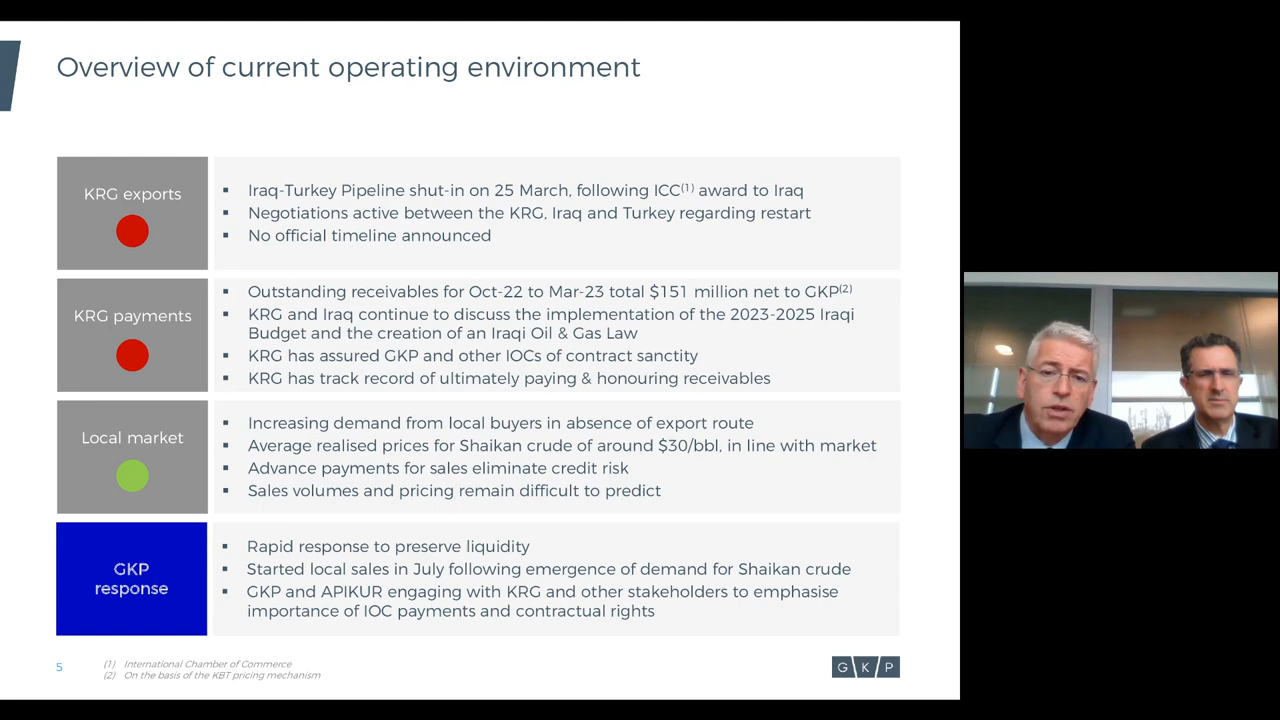 Overview of current operating environment
KRG exports
▪ Iraq-Turkey Pipeline shut-in on 25 March, following ICC(1) award to Iraq
▪ Negotiations active between the KRG, Iraq and Turkey regarding restart
▪ No official timeline announced
KRG payments
▪ Outstanding receivables for Oct-22 to Mar-23 total $151 million net to GKP(2)
▪ KRG and Iraq continue to discuss the implementation of the 2023-2025 Iraqi
Budget and the creation of an Iraqi Oil & Gas Law
▪ KRG has assured GKP and other IOCs of contract sanctity
▪ KRG has track record of ultimately paying & honouring receivables
Local market
▪ Increasing demand from local buyers in absence of export route
▪ Average realised prices for Shaikan crude of around $30/bbl, in line with market
▪ Advance payments for sales eliminate credit risk
▪ Sales volumes and pricing remain difficult to predict
GKP
response
▪ Rapid response to preserve liquidity
▪ Started local sales in July following emergence of demand for Shaikan crude
▪ GKP and APIKUR engaging with KRG and other stakeholders to emphasise
importance of IOC payments and contractual rights
5
(1) International Chamber of Commerce
(2) On the basis of the KBT pricing mechanism
G K P